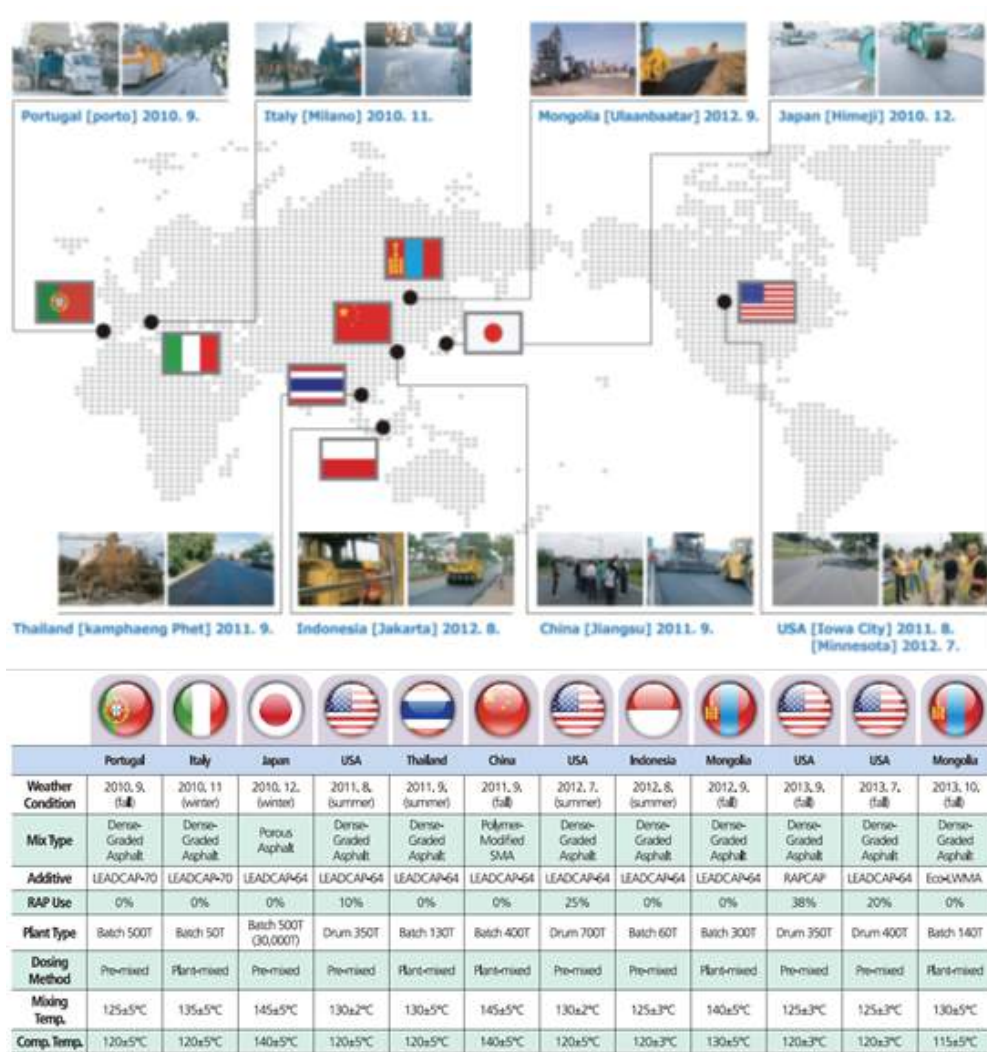 Portugal [porto] 2010. 9.
Italy [Milano] 2010. 11.
Mongolia [Ulaanbaatar] 2012. 9.
Japan [Himeji] 2010. 12.
Thailand [kamphaeng Phet] 2011. 9.
Indonesia [Jakarta] 2012. 8.
China [Jiangsu] 2011. 9.
USA [Iowa City] 2011. 8.
[Minnesota] 2012. 7.
Portugal Italy Japan USA Thailand China USA Indonesia Mongolia USA USA Mongolia
Weather 2010. 9. 2010. 11 2010. 12. 2011. 8. 2011. 9. 2011. 9. 2012. 7. 2012. 8. 2012. 9. 2013. 9. 2013. 7. 2013. 10.
Condition (fall) (winter) (winter) (summer) (summer) (fall) (summer) (summer) (fall) (fall) (fall) (fall)
Mix Type Dense-Graded Asphalt Dense-Graded Asphalt Porous Asphalt Dense-Graded Asphalt Dense-Graded Asphalt Polymer-Modified SMA Dense-Graded Asphalt Dense-Graded Asphalt Dense-Graded Asphalt Dense-Graded Asphalt Dense-Graded Asphalt Dense-Graded Asphalt
Additive LEADCAP-70 LEADCAP-70 LEADCAP-64 LEADCAP-64 LEADCAP-64 LEADCAP-64 LEADCAP-64 LEADCAP-64 LEADCAP-64 RAPCAP LEADCAP-64 Eco-LWMA
RAP Use 0% 0% 0% 10% 0% 0% 25% 0% 0% 38% 20% 0%
Plant Type Batch 500T Batch 50T Batch 500T (30,000T) Drum 350T Batch 130T Batch 400T Drum 700T Batch 60T Batch 300T Drum 350T Drum 400T Batch 140T
Dosing Method Pre-mixed Plant-mixed Pre-mixed Pre-mixed Plant-mixed Plant-mixed Pre-mixed Pre-mixed Plant-mixed Pre-mixed Pre-mixed Plant-mixed
Mixing Temp. 125±5°C 135±5°C 145±5°C 130±2°C 130±5°C 145±5°C 130±2°C 125±3°C 140±5°C 125±3°C 125±3°C 130±5°C
Comp. Temp. 120±5°C 120±5°C 140±5°C 120±5°C 120±5°C 140±5°C 120±5°C 120±3°C 130±5°C 120±3°C 120±3°C 115±5°C